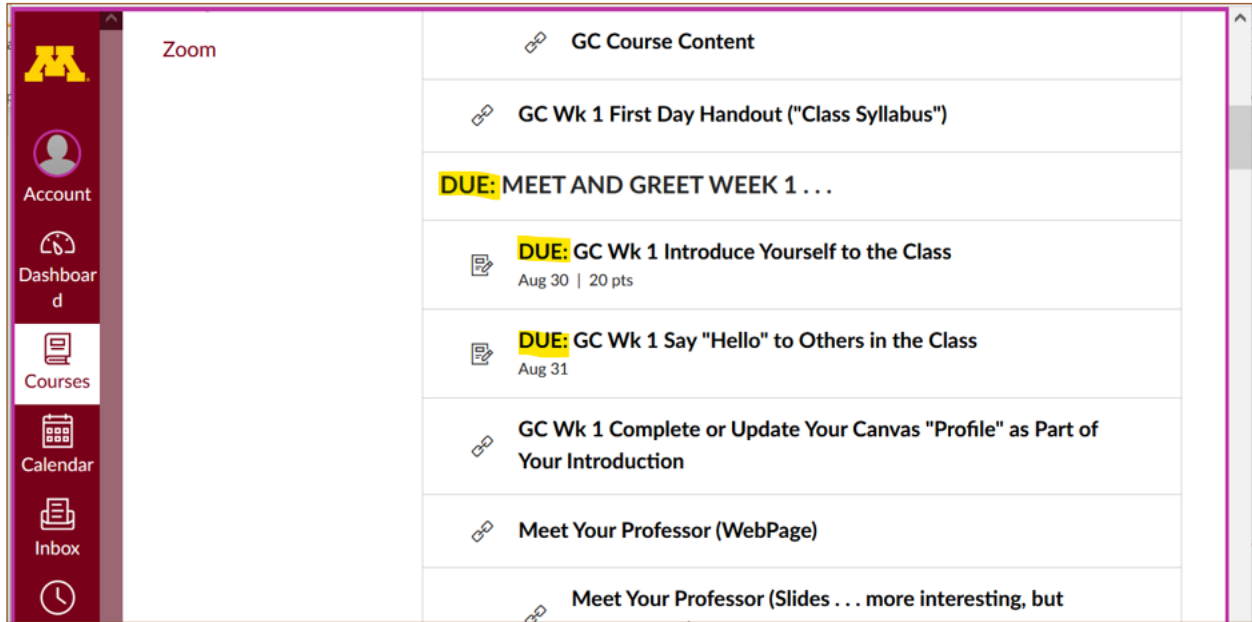 M
Zoom
Account
Dashboar
d
Courses
Calendar
Inbox
GC Course Content
GC Wk 1 First Day Handout ("Class Syllabus")
DUE: MEET AND GREET WEEK 1 . . .
DUE: GC Wk 1 Introduce Yourself to the Class
Aug 30 | 20 pts
DUE: GC Wk 1 Say "Hello" to Others in the Class
Aug 31
GC Wk 1 Complete or Update Your Canvas "Profile" as Part of
Your Introduction
Meet Your Professor (WebPage)
Meet Your Professor (Slides . . . more interesting, but